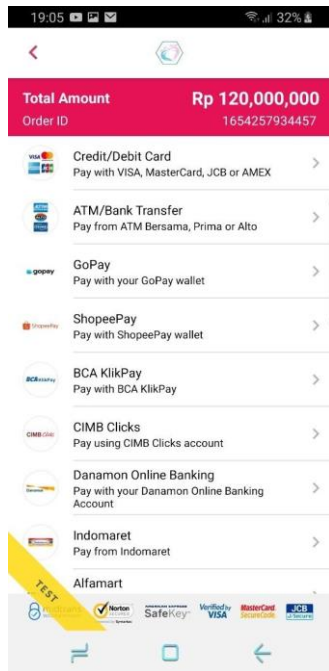 19:05 32%
Total Amount Rp 120,000,000
Order ID 1654257934457
VISA
Credit/Debit Card
Pay with VISA, MasterCard, JCB or AMEX
ATM/Bank Transfer
Pay from ATM Bersama, Prima or Alto
gopay
GoPay
Pay with your GoPay wallet
ShopeePay
ShopeePay
Pay with ShopeePay wallet
BCA KlikPay
BCA KlikPay
Pay with BCA KlikPay
CIMB Clicks
CIMB Clicks
Pay using CIMB Clicks account
Danamon Online Banking
Pay with your Danamon Online Banking
Account
Indomaret
Pay from Indomaret
Alfamart
TEST
Norton
SafeKey
Verified by
VISA
MasterCard
SecureCode
JCB